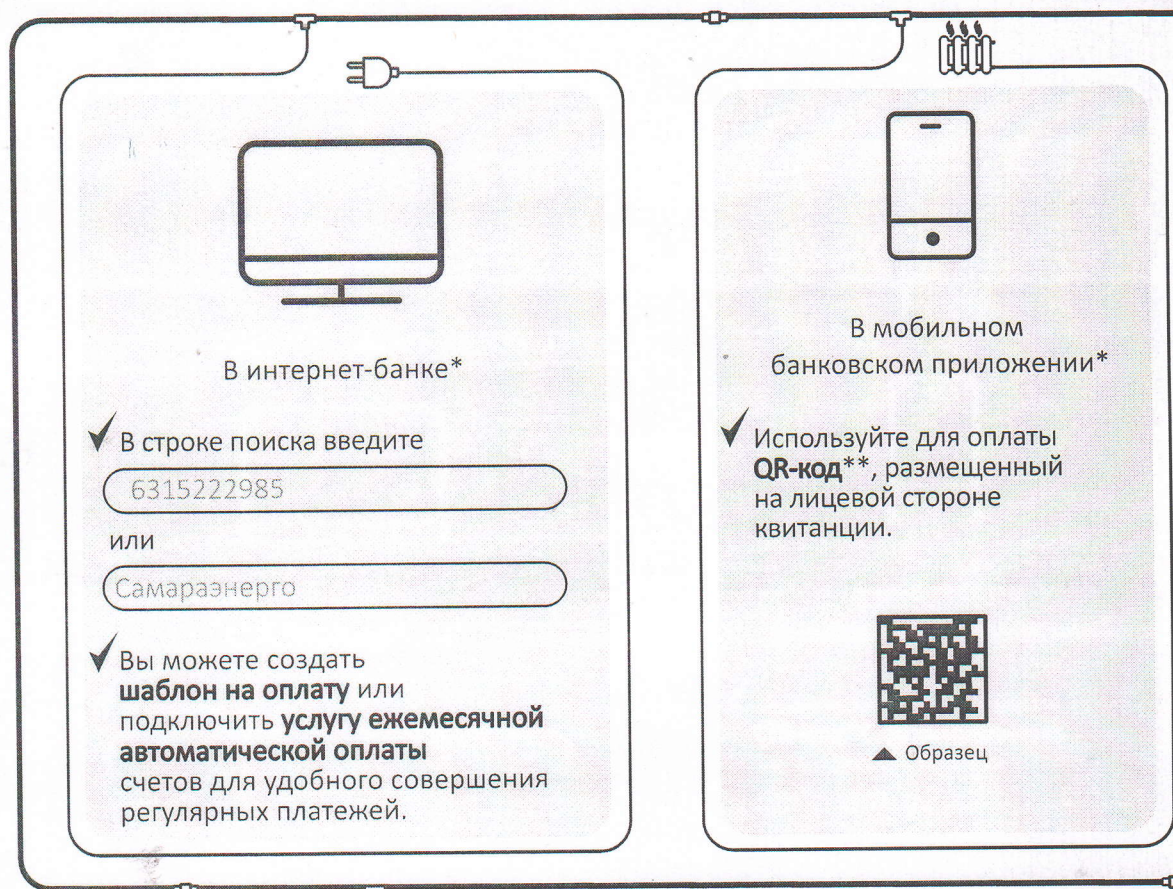 В интернет-банке*
В строке поиска введите
6315222985
или
Самараэнерго
Вы можете создать
шаблон на оплату или
подключить услугу ежемесячной
автоматической оплаты
счетов для удобного совершения
регулярных платежей.
В мобильном
банковском приложении*
Используйте для оплаты
QR-код**, размещенный
на лицевой стороне
квитанции.
Образец